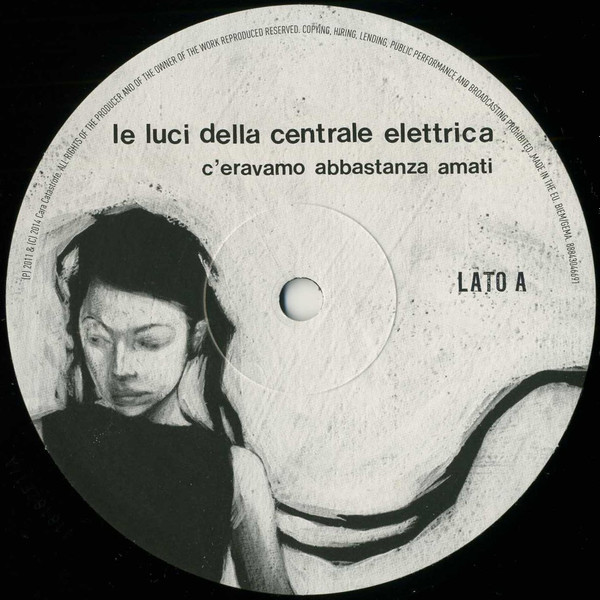 (P) 2011 & (C) 2014 Cara Catastrofe. ALL RIGHTS OF THE PRODUCER AND OF THE OWNER OF THE WORK REPRODUCED RESERVED. COPYING, HIRING, LENDING, PUBLIC PERFORMANCE AND BROADCASTING PROHIBITED. MADE IN THE EU. BIEM/GEMA. 88843046691
le luci della centrale elettrica
c'eravamo abbastanza amati
LATO A